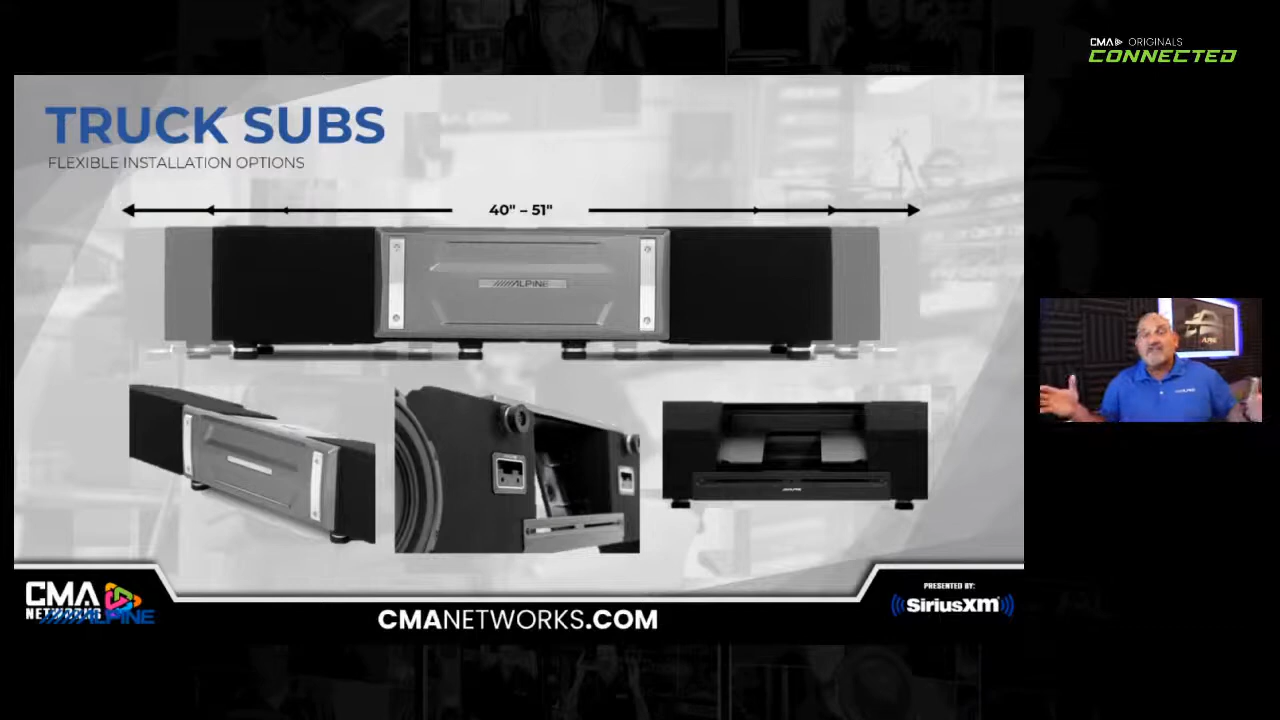 CMA ORIGINALS
CONNECTED
TRUCK SUBS
FLEXIBLE INSTALLATION OPTIONS
40" – 51"
ALPINE
CMA
NETWORKS
ALPINE
CMANETWORKS.COM
PRESENTED BY:
SiriusXM